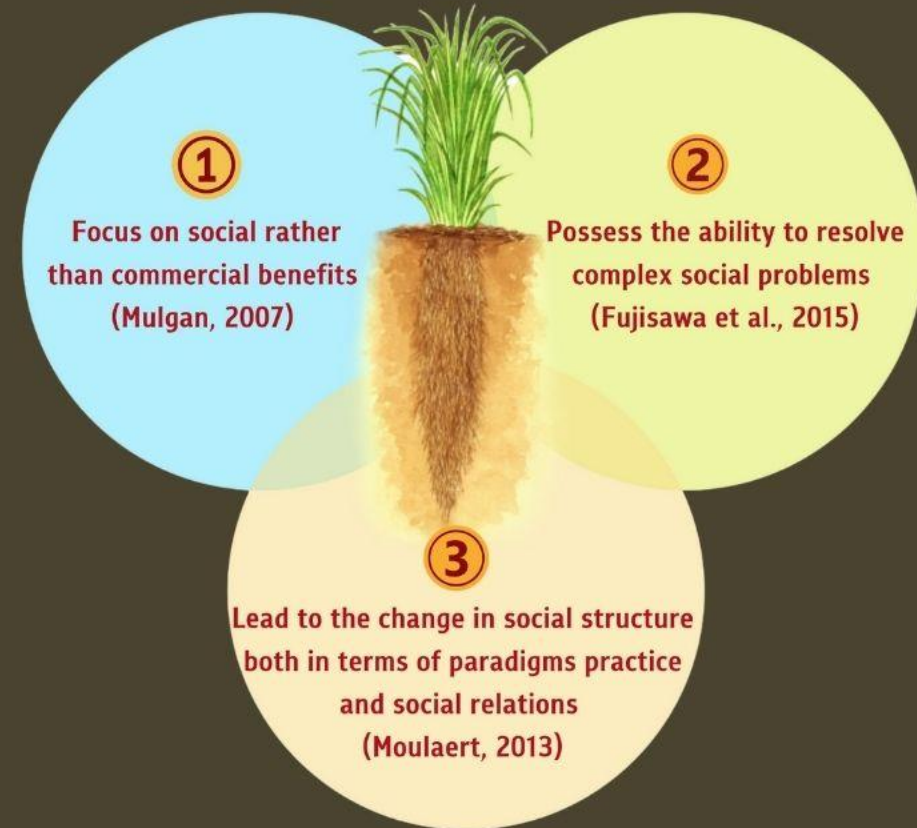 1
Focus on social rather
than commercial benefits
(Mulgan, 2007)
2
Possess the ability to resolve
complex social problems
(Fujisawa et al., 2015)
3
Lead to the change in social structure
both in terms of paradigms practice
and social relations
(Moulaert, 2013)